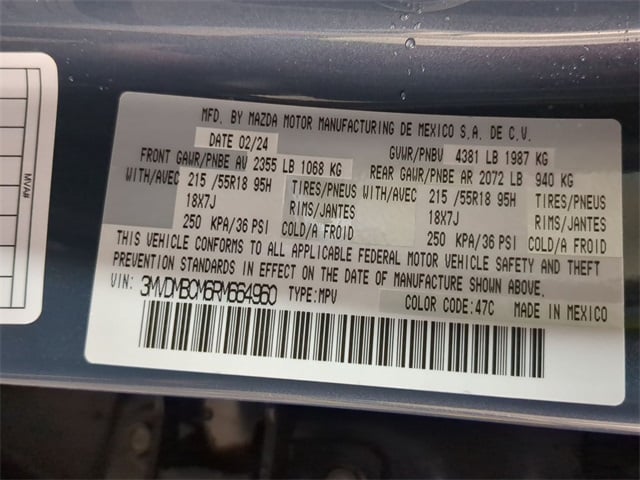 MFD. BY MAZDA MOTOR MANUFACTURING DE MEXICO S.A. DE C.V.
DATE 02/24 GVWR/PNBV 4381 LB 1987 KG
FRONT GAWR/PNBE AV 2355 LB 1068 KG REAR GAWR/PNBE AR 2072 LB 940 KG
WITH/AVEC 215 /55R18 95H TIRES/PNEUS WITH/AVEC 215 /55R18 95H TIRES/PNEUS
18X7J RIMS/JANTES 18X7J RIMS/JANTES
250 KPA/36 PSI COLD/A FROID 250 KPA/36 PSI COLD/A FROID
THIS VEHICLE CONFORMS TO ALL APPLICABLE FEDERAL MOTOR VEHICLE SAFETY AND THEFT
PREVENTION STANDARDS IN EFFECT ON THE DATE OF MANUFACTURE SHOWN ABOVE.
VIN: 3MVDMBCM6RM664960 TYPE:MPV COLOR CODE:47C MADE IN MEXICO
MVA#